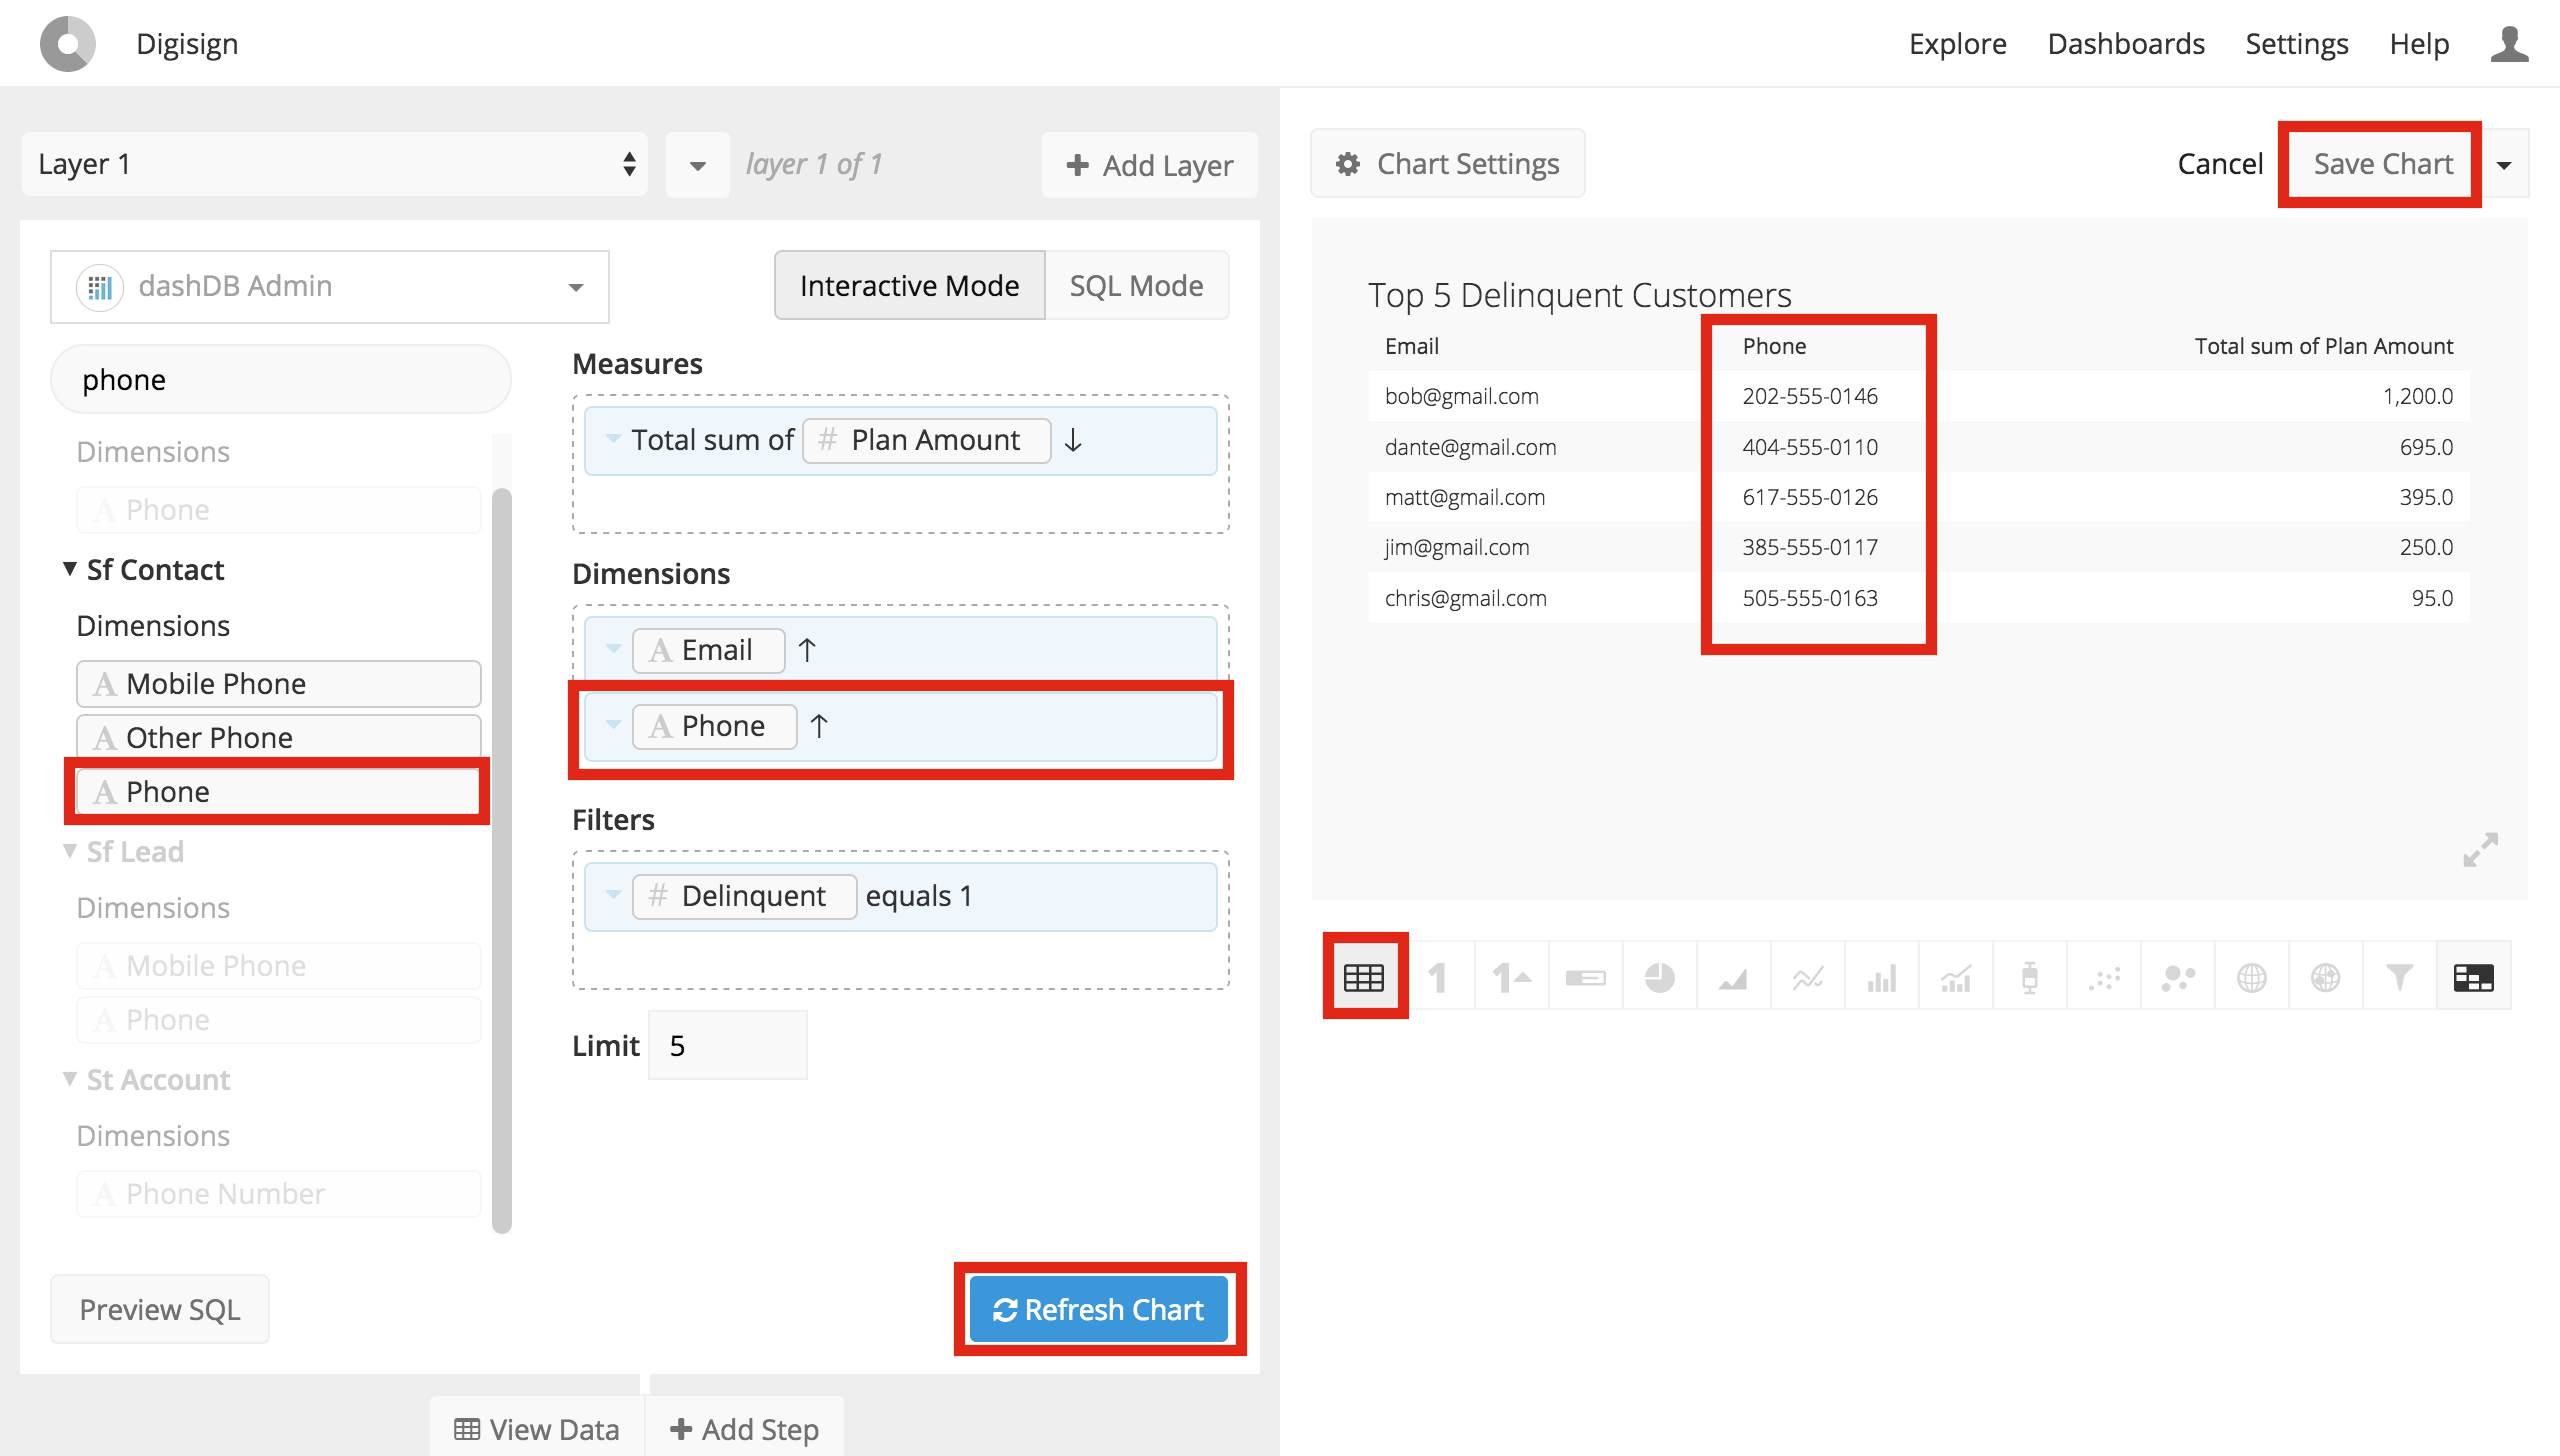 Digisign
Explore Dashboards Settings Help
Layer 1
layer 1 of 1
Add Layer
Chart Settings
Cancel
Save Chart
dashDB Admin
Interactive Mode
SQL Mode
phone
Dimensions
A Phone
Sf Contact
Dimensions
A Mobile Phone
A Other Phone
A Phone
Sf Lead
Dimensions
A Mobile Phone
A Phone
St Account
Dimensions
A Phone Number
Preview SQL
Measures
Total sum of # Plan Amount ↓
Dimensions
A Email ↑
A Phone ↑
Filters
# Delinquent equals 1
Limit 5
Refresh Chart
View Data
Add Step
Top 5 Delinquent Customers
Email Phone Total sum of Plan Amount
bob@gmail.com 202-555-0146 1,200.0
dante@gmail.com 404-555-0110 695.0
matt@gmail.com 617-555-0126 395.0
jim@gmail.com 385-555-0117 250.0
chris@gmail.com 505-555-0163 95.0
1 1